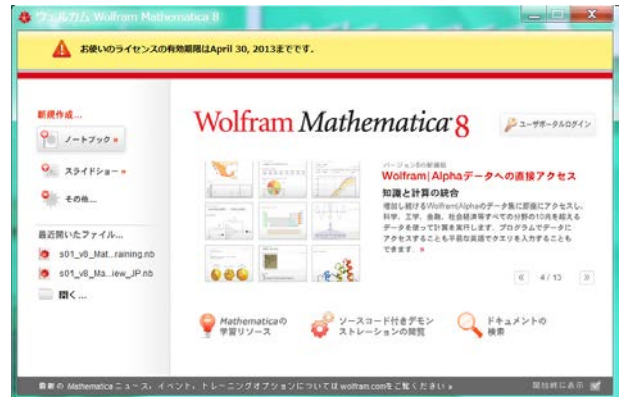 ウェルカム Wolfram Mathematica 8
お使いのライセンスの有効期限はApril 30, 2013までです。
新規作成...
ノートブック »
スライドショー »
その他...
最近開いたファイル...
s01_v8_Mat...raining.nb
s01_v8_Ma...iew_JP.nb
開く...
Wolfram Mathematica 8
ユーザポータルログイン
バージョン8の新機能
Wolfram|Alphaデータへの直接アクセス
知識と計算の統合
増加し続けるWolfram|Alphaのデータ集に即座にアクセスし、
科学、工学、金融、社会経済等すべての分野の10兆を超える
データを使って計算を実行します。プログラムでデータに
アクセスすることも平易な英語でクエリを入力することも
できます. »
« 4 / 13 »
Mathematicaの
学習リソース
ソースコード付きデモン
ストレーションの閲覧
ドキュメントの
検索
最新の Mathematica ニュース, イベント, トレーニングオプションについては wolfram.comをご覧ください »
開始時に表示